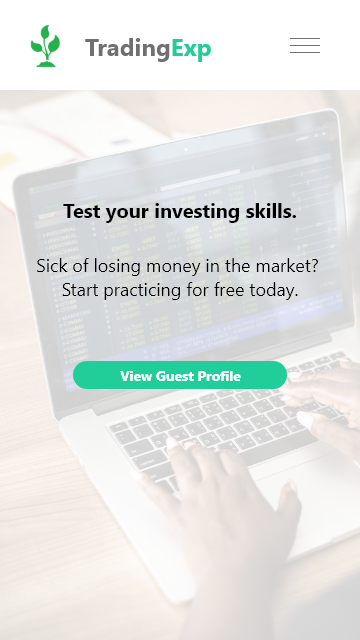 TradingExp
Test your investing skills.
Sick of losing money in the market?
Start practicing for free today.
View Guest Profile